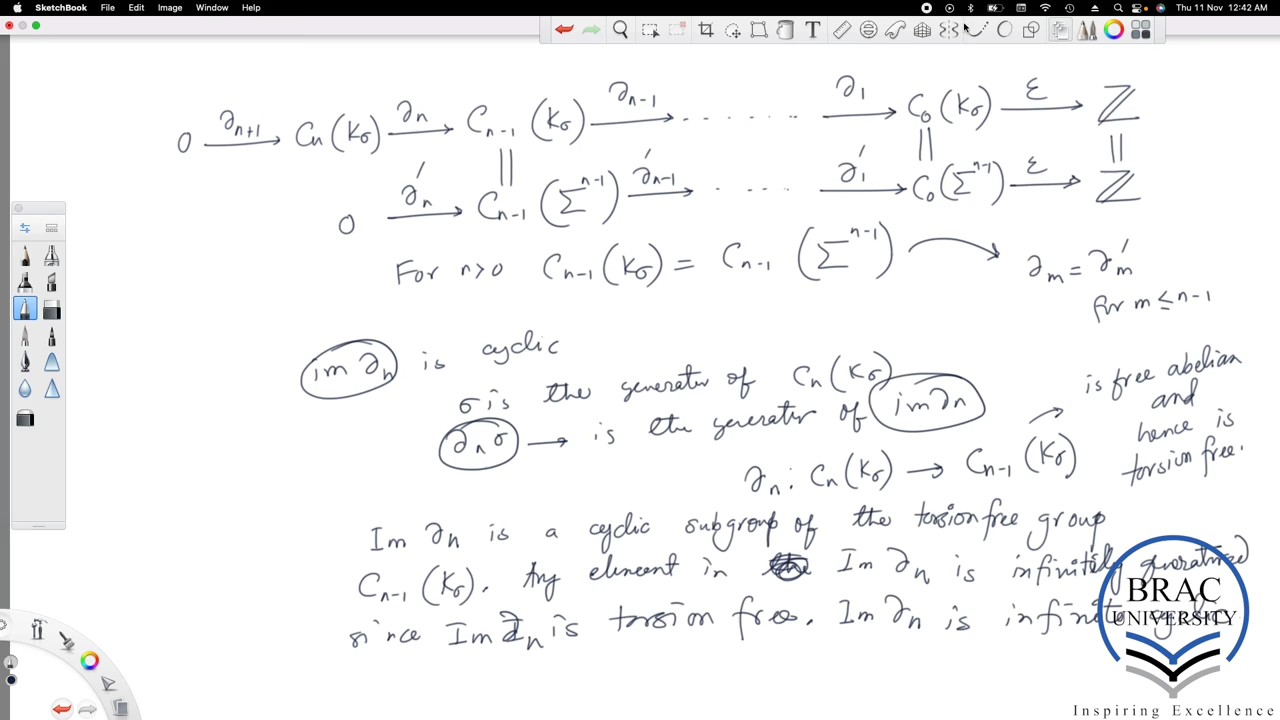 SketchBook File Edit Image Window Help Thu 11 Nov 12:42 AM
0 ∂n+1→ Cn(Kσ) ∂n→ Cn-1(Kσ) ∂n-1→ ...... ∂1→ C0(Kσ) ε→ ℤ
0 ∂'n→ Cn-1(Σ^n-1) ∂'n-1→ ..... ∂'1→ C0(Σ^n-1) ε→ ℤ
For n>0 Cn-1(Kσ) = Cn-1(Σ^n-1) → ∂m = ∂'m
for m ≤ n-1
im ∂n is cyclic
σ is the generator of Cn(Kσ)
∂nσ → is the generator of im ∂n
∂n : Cn(Kσ) → Cn-1(Kσ)
is free abelian
and
hence is
torsion free.
Im ∂n is a cyclic subgroup of the torsionfree group
Cn-1(Kσ). Any element in Im ∂n is infinitely generated
since Im ∂n is torsion free. Im ∂n is infinite
BRAC
UNIVERSITY
Inspiring Excellence